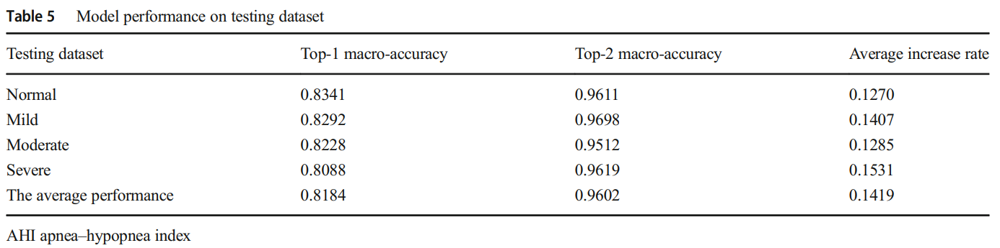 Table 5 Model performance on testing dataset
Testing dataset Top-1 macro-accuracy Top-2 macro-accuracy Average increase rate
Normal 0.8341 0.9611 0.1270
Mild 0.8292 0.9698 0.1407
Moderate 0.8228 0.9512 0.1285
Severe 0.8088 0.9619 0.1531
The average performance 0.8184 0.9602 0.1419
AHI apnea–hypopnea index